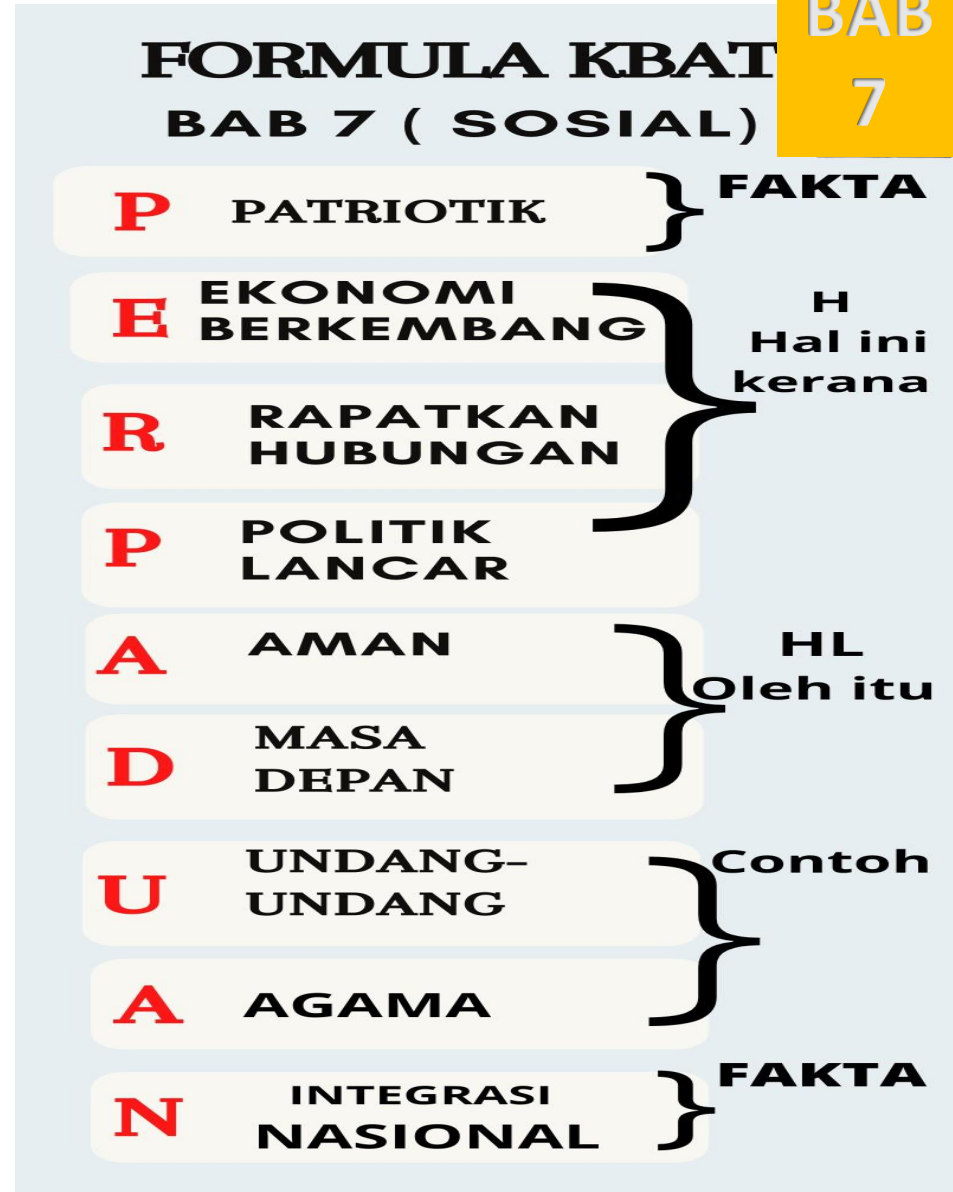 BAB
7
FORMULA KBAT
BAB 7 ( SOSIAL)
P PATRIOTIK
FAKTA
E EKONOMI
BERKEMBANG
R RAPATKAN
HUBUNGAN
P POLITIK
LANCAR
H
Hal ini
kerana
A AMAN
D MASA
DEPAN
HL
Oleh itu
U UNDANG-
UNDANG
A AGAMA
Contoh
N INTEGRASI
NASIONAL
FAKTA